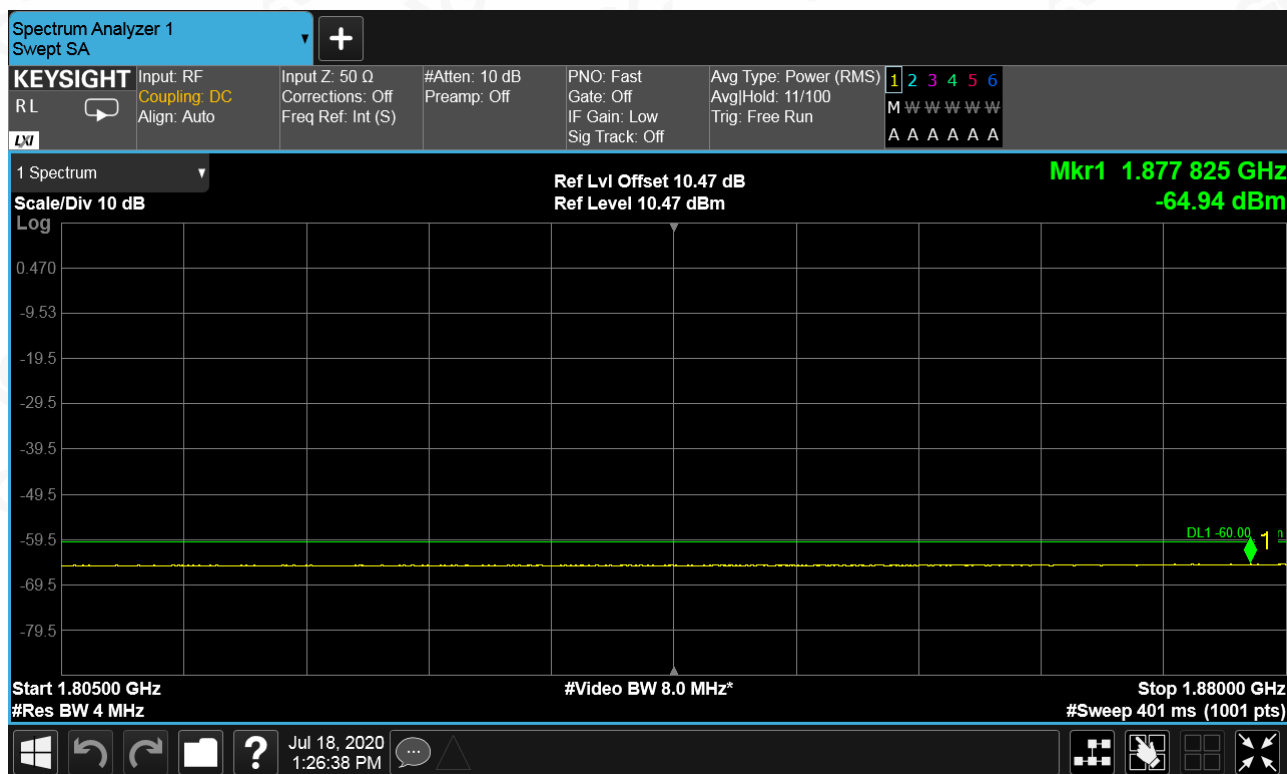 Spectrum Analyzer 1
Swept SA
+
KEYSIGHT
RL
LXI
Input: RF
Coupling: DC
Align: Auto
Input Z: 50 Ω
Corrections: Off
Freq Ref: Int (S)
#Atten: 10 dB
Preamp: Off
PNO: Fast
Gate: Off
IF Gain: Low
Sig Track: Off
Avg Type: Power (RMS)
Avg|Hold: 11/100
Trig: Free Run
1 2 3 4 5 6
M W W W W W
A A A A A A
1 Spectrum
Scale/Div 10 dB
Log
Ref Lvl Offset 10.47 dB
Ref Level 10.47 dBm
Mkr1 1.877 825 GHz
-64.94 dBm
0.470
-9.53
-19.5
-29.5
-39.5
-49.5
-59.5
-69.5
-79.5
DL1 -60.00
1
Start 1.80500 GHz
#Res BW 4 MHz
#Video BW 8.0 MHz*
Stop 1.88000 GHz
#Sweep 401 ms (1001 pts)
?
Jul 18, 2020
1:26:38 PM